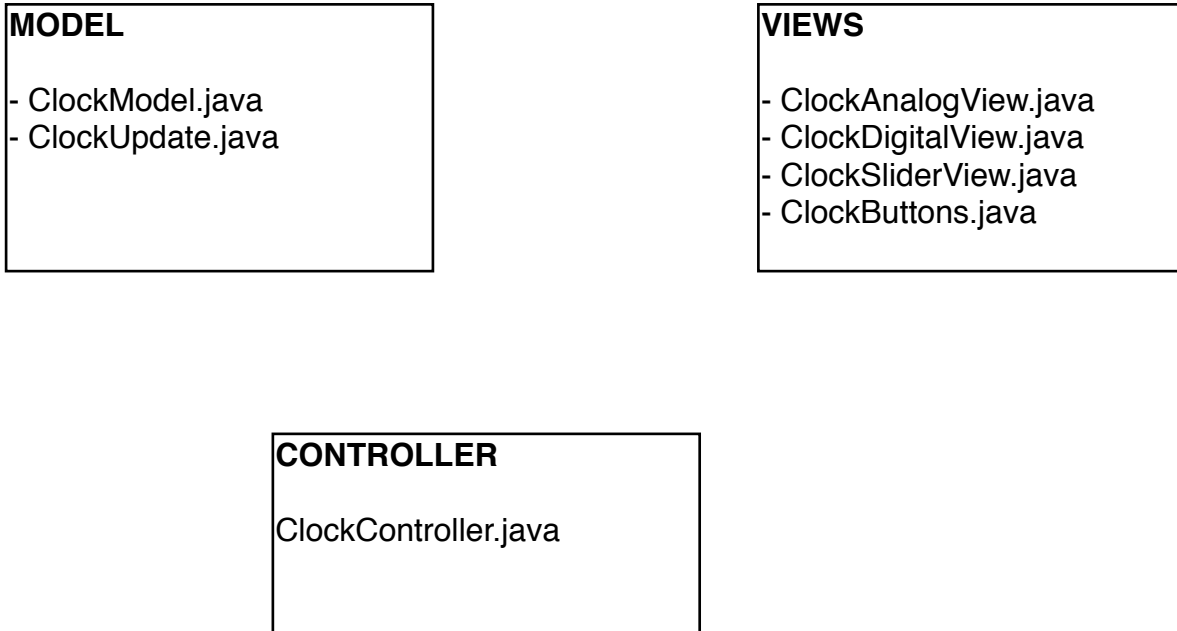 MODEL
- ClockModel.java
- ClockUpdate.java
VIEWS
- ClockAnalogView.java
- ClockDigitalView.java
- ClockSliderView.java
- ClockButtons.java
CONTROLLER
ClockController.java